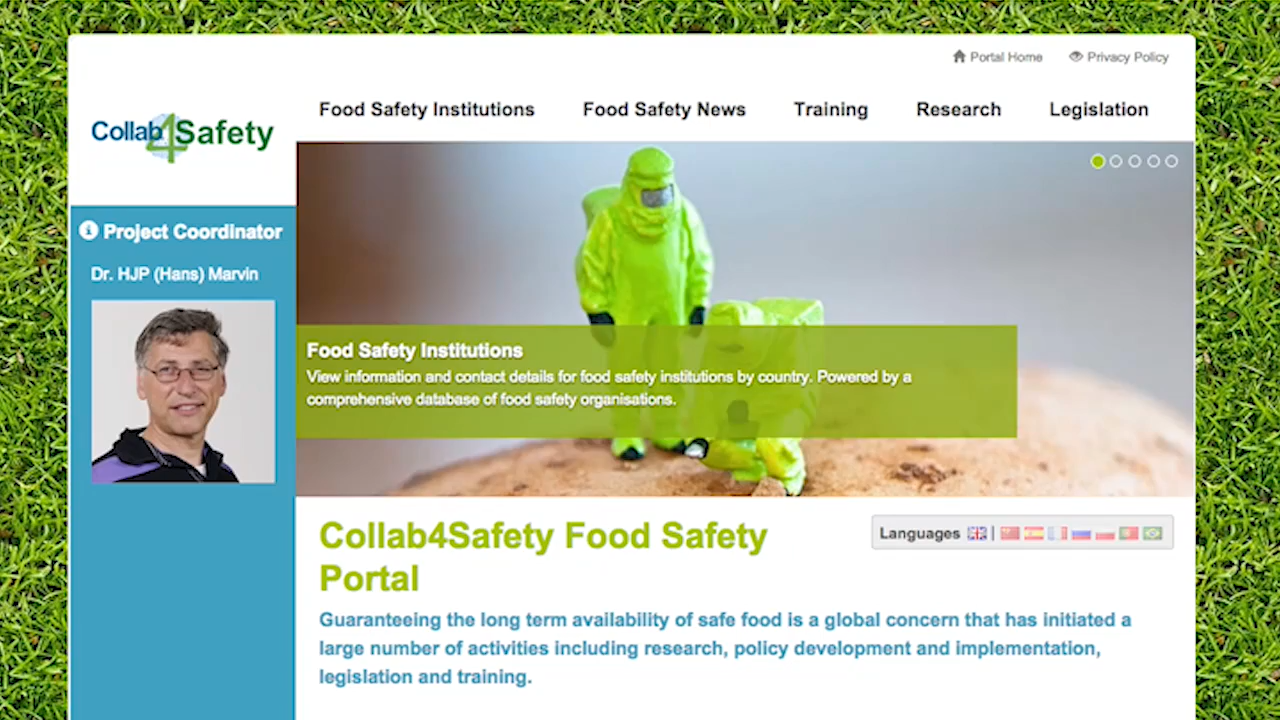 Portal Home
Privacy Policy
Food Safety Institutions
Food Safety News
Training
Research
Legislation
Collab4Safety
Project Coordinator
Dr. HJP (Hans) Marvin
Food Safety Institutions
View information and contact details for food safety institutions by country. Powered by a
comprehensive database of food safety organisations.
Collab4Safety Food Safety
Portal
Languages |
Guaranteeing the long term availability of safe food is a global concern that has initiated a
large number of activities including research, policy development and implementation,
legislation and training.